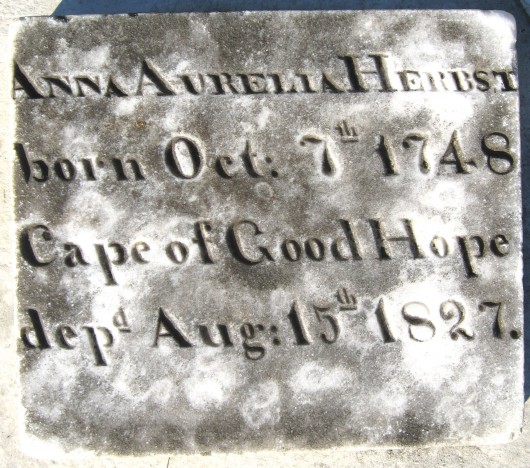 ANNA AURELIA HERBST
born Oct: 7th 1748
Cape of Good Hope
depd Aug: 15th 1827.